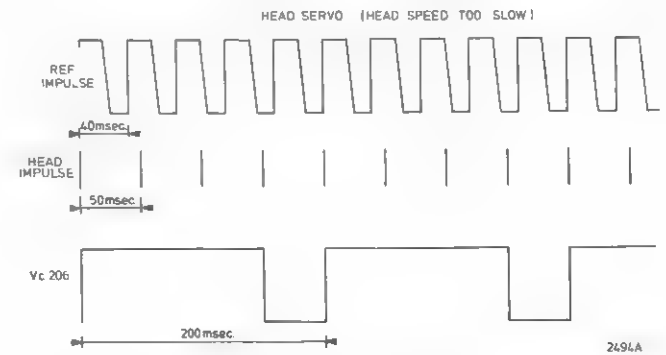 HEAD SERVO (HEAD SPEED TOO SLOW)
REF
IMPULSE
40msec.
HEAD
IMPULSE
50msec
Vc 206
200msec.
2494A